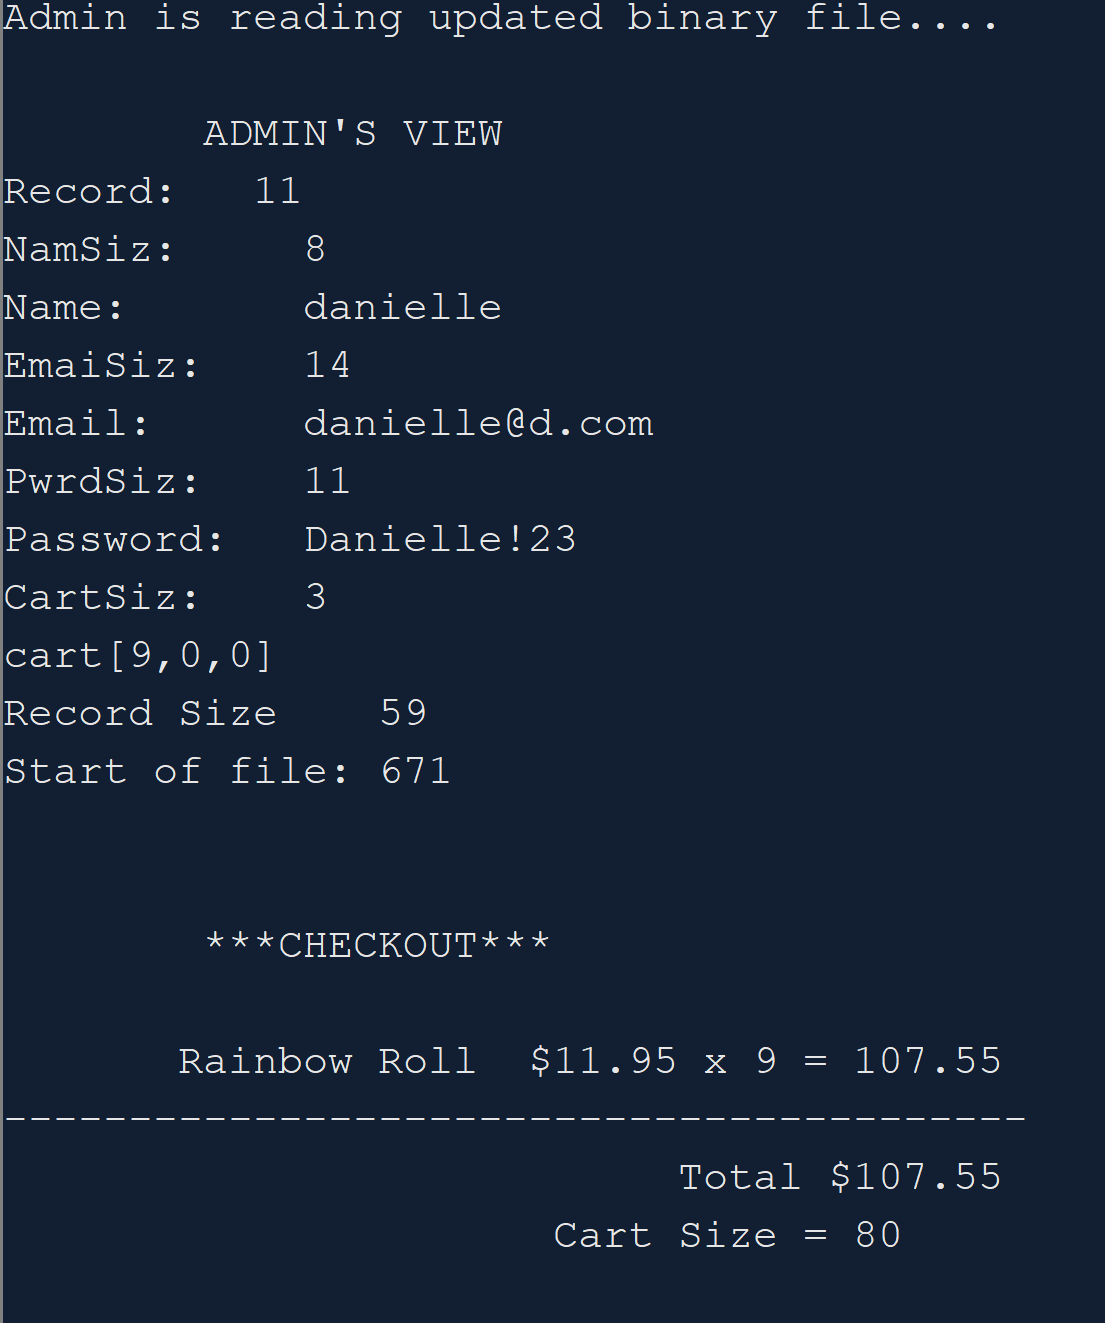 Admin is reading updated binary file....
ADMIN'S VIEW
Record: 11
NamSiz: 8
Name: danielle
EmaiSiz: 14
Email: danielle@d.com
PwrdSiz: 11
Password: Danielle!23
CartSiz: 3
cart[9,0,0]
Record Size 59
Start of file: 671
***CHECKOUT***
Rainbow Roll $11.95 x 9 = 107.55
-----------------------------------------
Total $107.55
Cart Size = 80